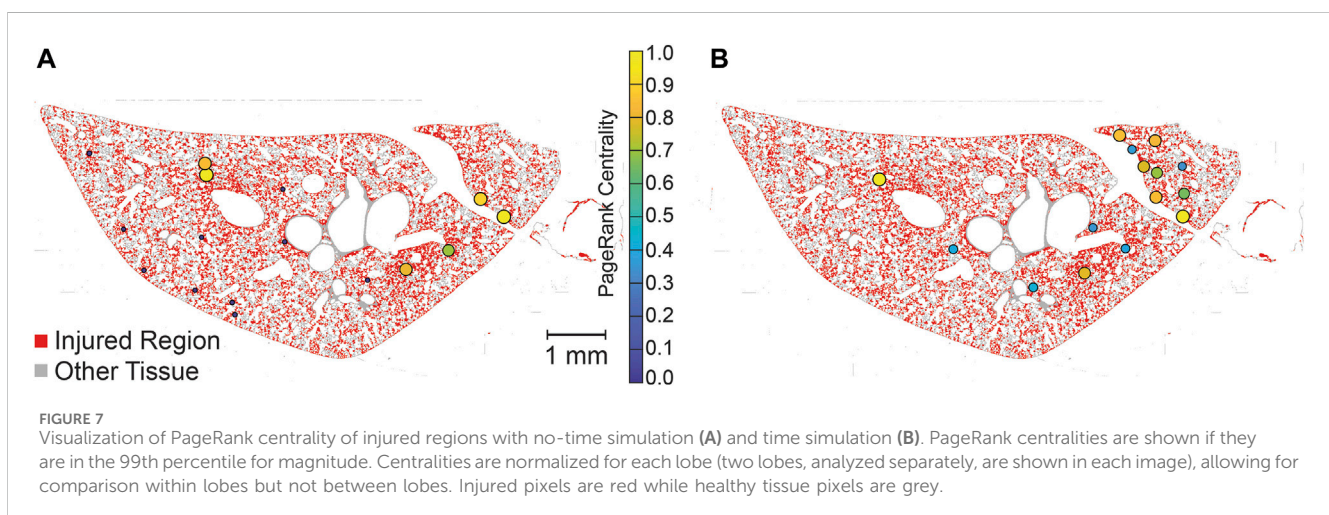 A
B
1.0
0.9
0.8
0.7
0.6
0.5
0.4
0.3
0.2
0.1
0.0
PageRank Centrality
Injured Region
Other Tissue
1 mm
FIGURE 7
Visualization of PageRank centrality of injured regions with no-time simulation (A) and time simulation (B). PageRank centralities are shown if they
are in the 99th percentile for magnitude. Centralities are normalized for each lobe (two lobes, analyzed separately, are shown in each image), allowing for
comparison within lobes but not between lobes. Injured pixels are red while healthy tissue pixels are grey.